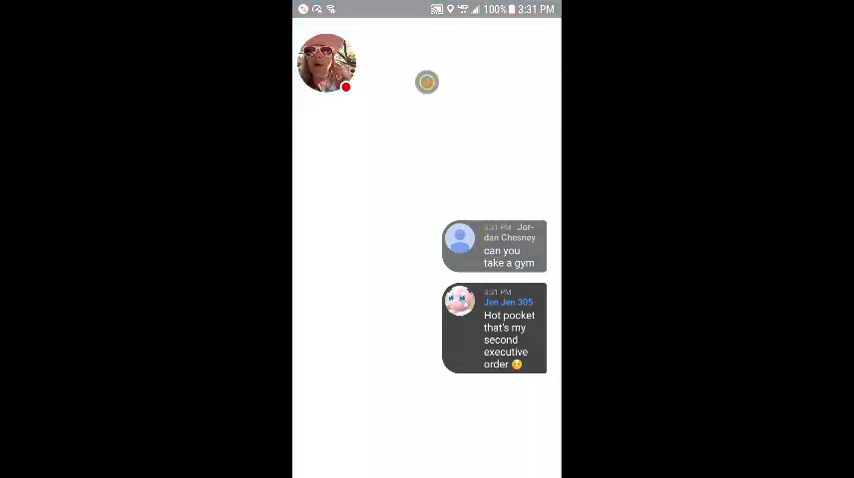 100% 3:31 PM
3:31 PM Jor-
dan Chesney
can you
take a gym
3:31 PM
Jen Jen 305
Hot pocket
that's my
second
executive
order 😁